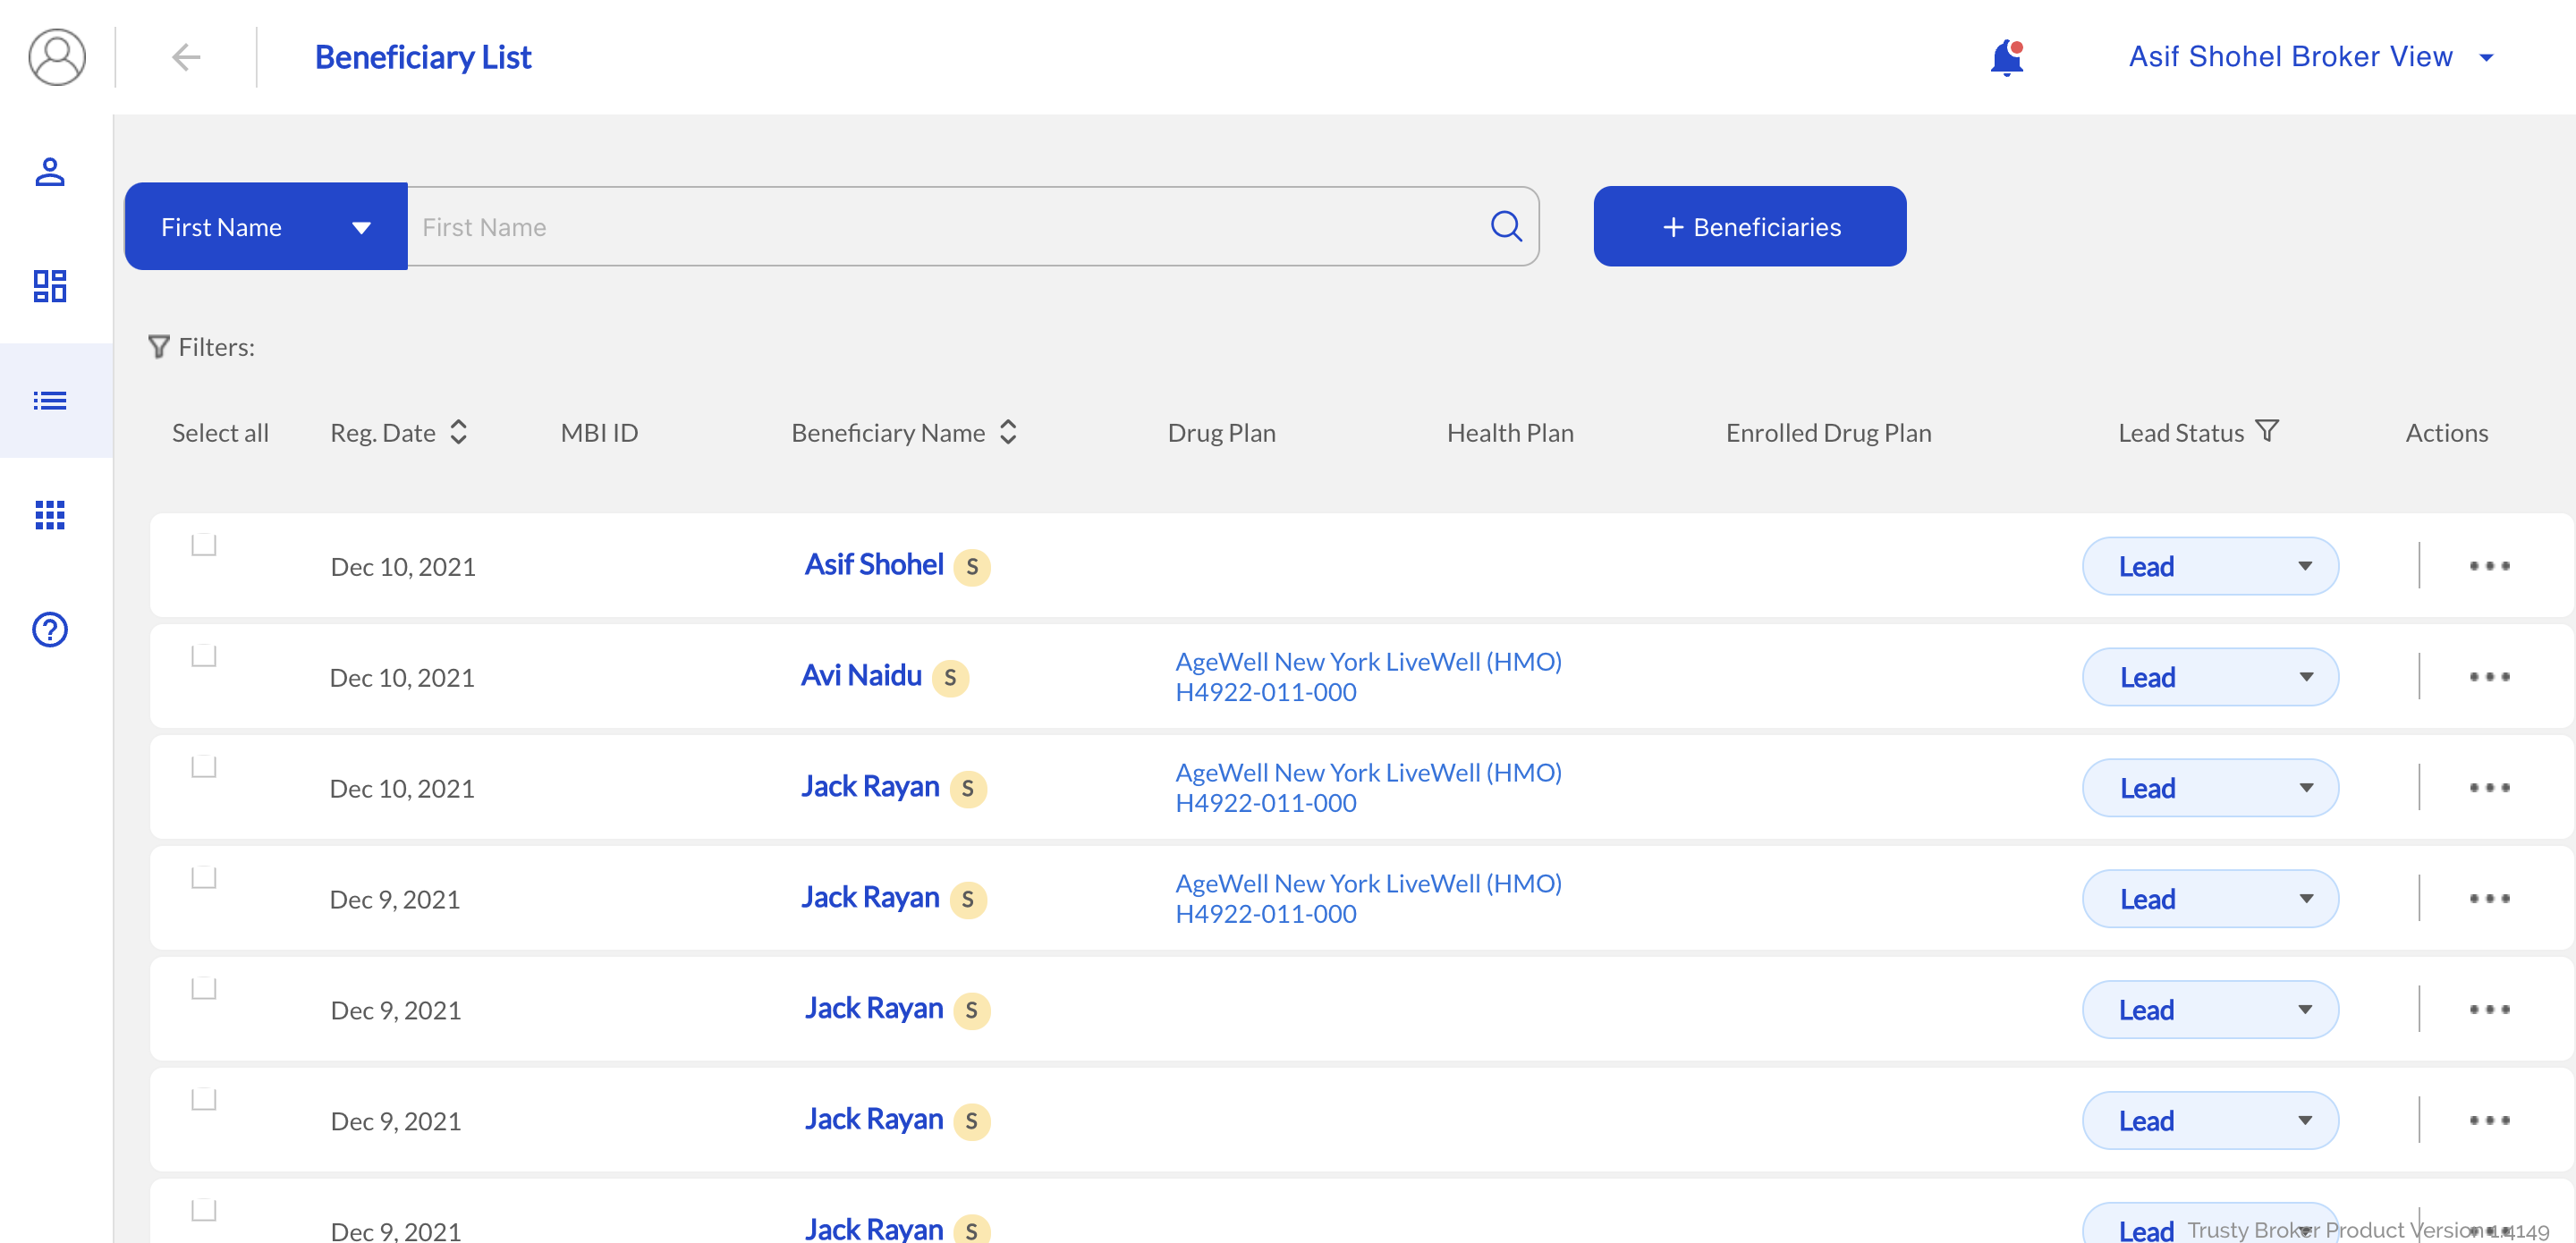 Beneficiary List
Asif Shohel Broker View
First Name
First Name
+ Beneficiaries
Filters:
Select all Reg. Date MBI ID Beneficiary Name Drug Plan Health Plan Enrolled Drug Plan Lead Status Actions
Dec 10, 2021 Asif Shohel S Lead
Dec 10, 2021 Avi Naidu S AgeWell New York LiveWell (HMO) Lead
H4922-011-000
Dec 10, 2021 Jack Rayan S AgeWell New York LiveWell (HMO) Lead
H4922-011-000
Dec 9, 2021 Jack Rayan S AgeWell New York LiveWell (HMO) Lead
H4922-011-000
Dec 9, 2021 Jack Rayan S Lead
Dec 9, 2021 Jack Rayan S Lead
Dec 9, 2021 Jack Rayan S Lead
Trusty Broker Product Version 1.4149